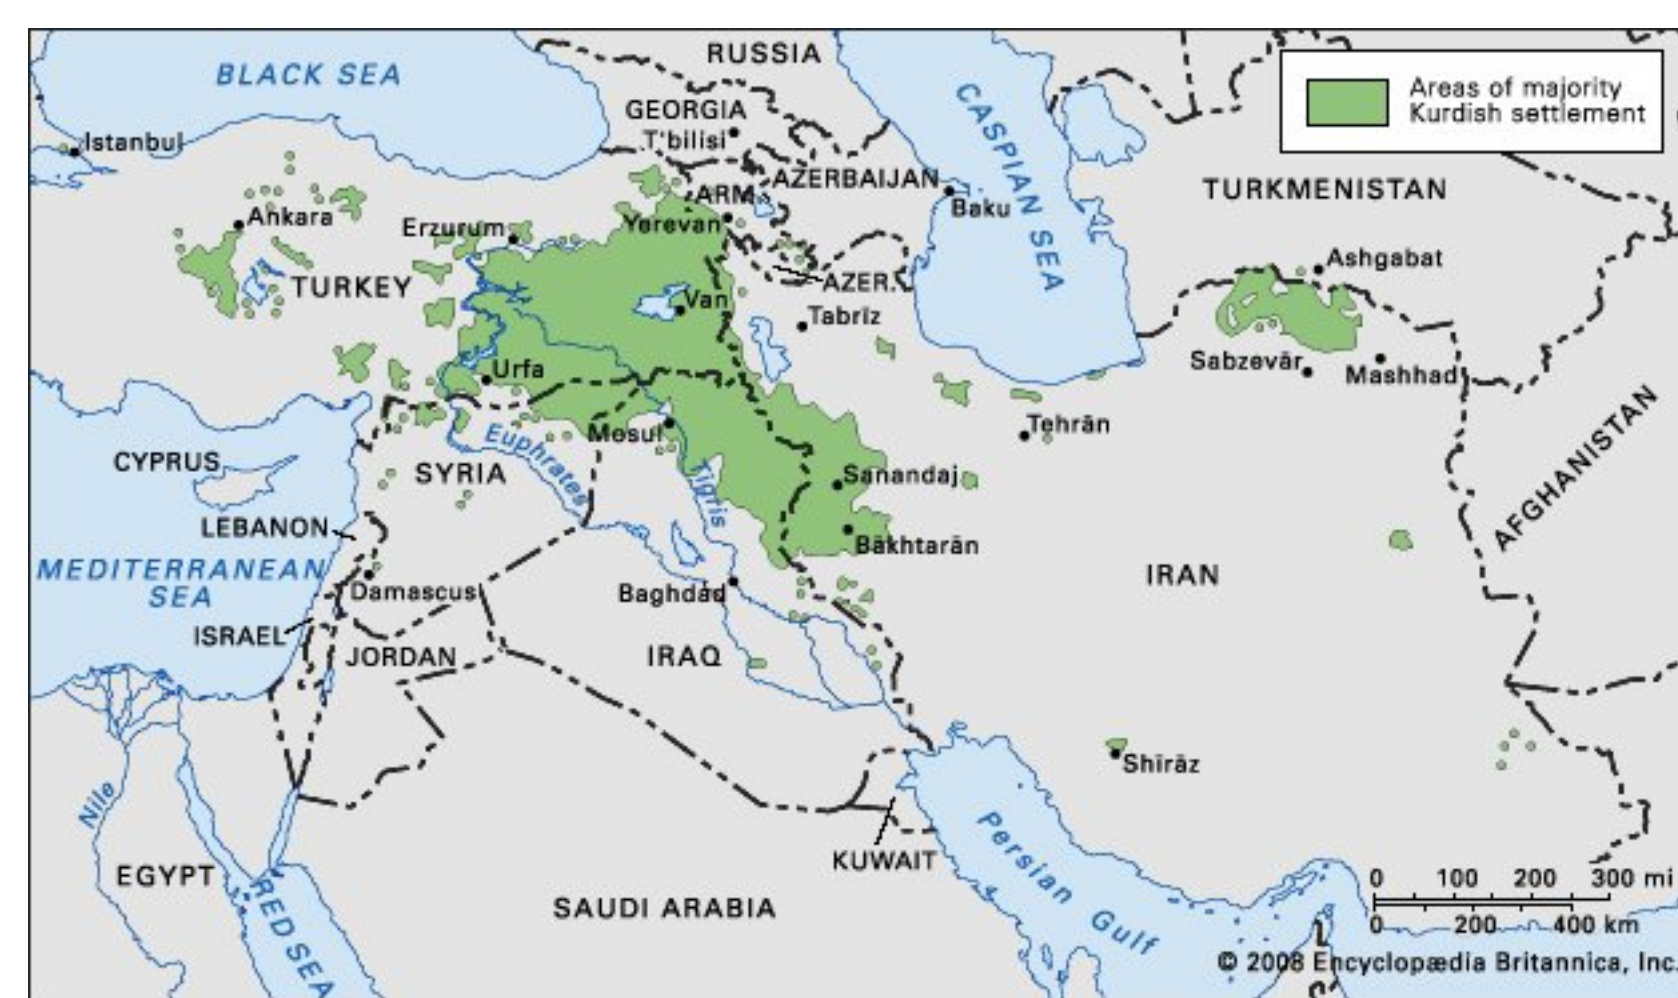 RUSSIA
BLACK SEA
GEORGIA
T'bilisi
CASPIAN SEA
Areas of majority
Kurdish settlement
Istanbul
ARM.
AZERBAIJAN
TURKMENISTAN
Ankara
Erzurum
Yerevan
Baku
Ashgabat
TURKEY
AZER.
Van
Tabrīz
Urfa
Sabzevār
Mashhad
Mosul
Tehrān
AFGHANISTAN
CYPRUS
SYRIA
Euphrates
Tigris
Sanandaj
LEBANON
Bākhtarān
MEDITERRANEAN
SEA
Damascus
Baghdād
IRAN
ISRAEL
JORDAN
IRAQ
Shīrāz
Nile
KUWAIT
Persian Gulf
EGYPT
RED SEA
SAUDI ARABIA
0 100 200 300 mi
0 200 400 km
© 2008 Encyclopædia Britannica, Inc.